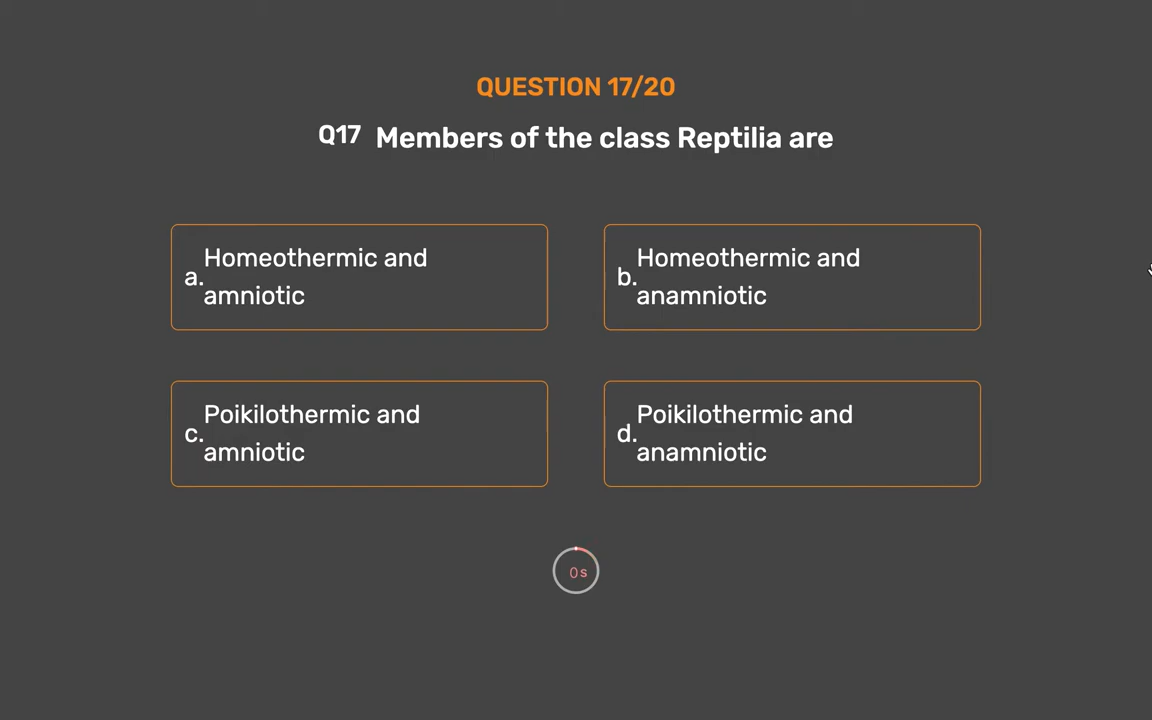 QUESTION 17/20
Q17 Members of the class Reptilia are
a. Homeothermic and
amniotic
b. Homeothermic and
anamniotic
c. Poikilothermic and
amniotic
d. Poikilothermic and
anamniotic
0s